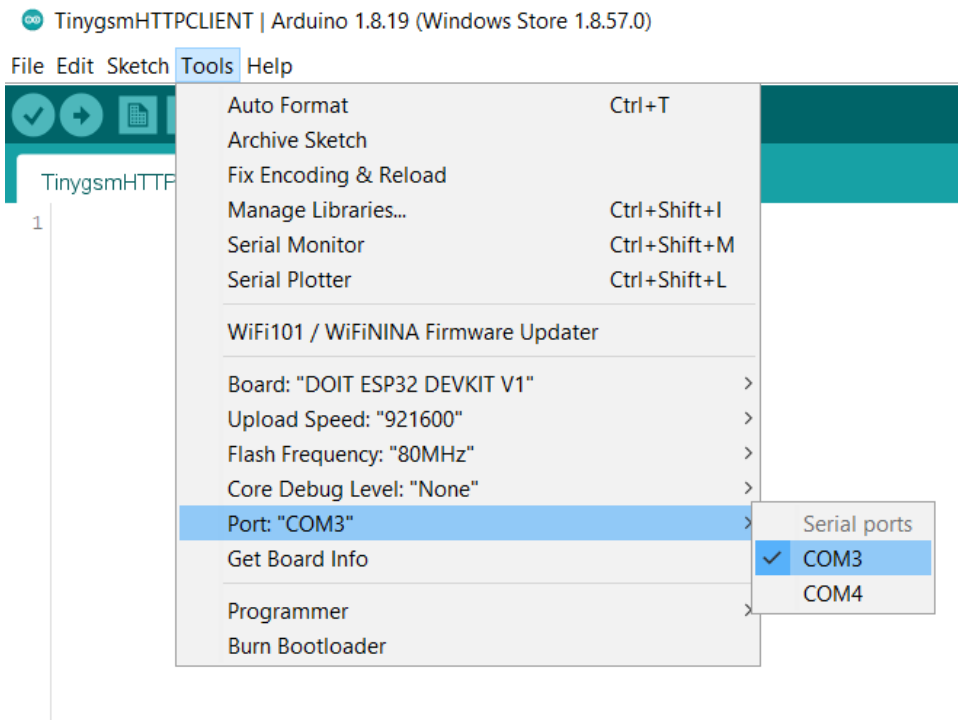 TinygsmHTTPCLIENT | Arduino 1.8.19 (Windows Store 1.8.57.0)
File Edit Sketch Tools Help
TinygsmHTTP
1
Auto Format Ctrl+T
Archive Sketch
Fix Encoding & Reload
Manage Libraries... Ctrl+Shift+I
Serial Monitor Ctrl+Shift+M
Serial Plotter Ctrl+Shift+L
WiFi101 / WiFiNINA Firmware Updater
Board: "DOIT ESP32 DEVKIT V1"
Upload Speed: "921600"
Flash Frequency: "80MHz"
Core Debug Level: "None"
Port: "COM3"
Get Board Info
Programmer
Burn Bootloader
Serial ports
COM3
COM4